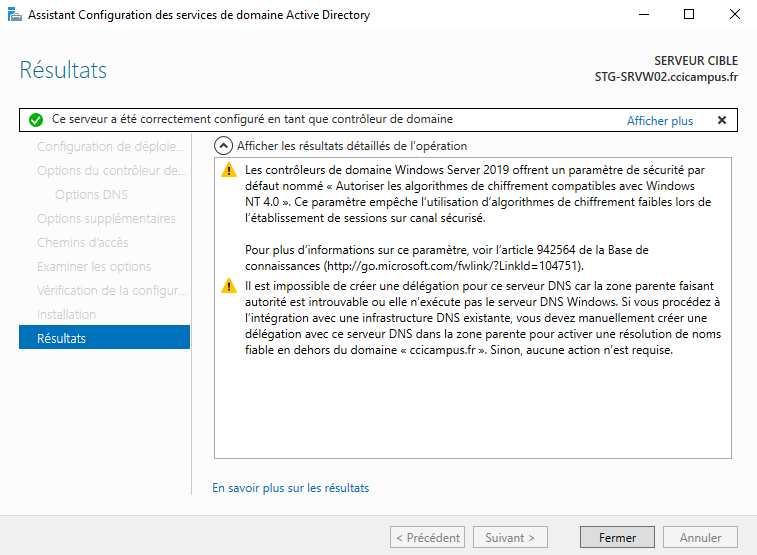 Assistant Configuration des services de domaine Active Directory
Résultats
SERVEUR CIBLE
STG-SRVW02.ccicampus.fr
Ce serveur a été correctement configuré en tant que contrôleur de domaine
Afficher plus
Configuration de déploie...
Options du contrôleur de...
Options DNS
Options supplémentaires
Chemins d'accès
Examiner les options
Vérification de la configur...
Installation
Résultats
Afficher les résultats détaillés de l'opération
Les contrôleurs de domaine Windows Server 2019 offrent un paramètre de sécurité par
défaut nommé « Autoriser les algorithmes de chiffrement compatibles avec Windows
NT 4.0 ». Ce paramètre empêche l'utilisation d'algorithmes de chiffrement faibles lors de
l'établissement de sessions sur canal sécurisé.
Pour plus d'informations sur ce paramètre, voir l'article 942564 de la Base de
connaissances (http://go.microsoft.com/fwlink/?LinkId=104751).
Il est impossible de créer une délégation pour ce serveur DNS car la zone parente faisant
autorité est introuvable ou elle n'exécute pas le serveur DNS Windows. Si vous procédez à
l'intégration avec une infrastructure DNS existante, vous devez manuellement créer une
délégation avec ce serveur DNS dans la zone parente pour activer une résolution de noms
fiable en dehors du domaine « ccicampus.fr ». Sinon, aucune action n'est requise.
En savoir plus sur les résultats
< Précédent
Suivant >
Fermer
Annuler